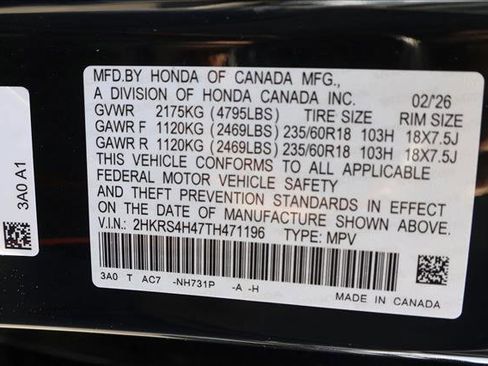 MFD.BY HONDA OF CANADA MFG.,
A DIVISION OF HONDA CANADA INC. 02/'26
GVWR 2175KG (4795LBS) TIRE SIZE RIM SIZE
GAWR F 1120KG (2469LBS) 235/60R18 103H 18X7.5J
GAWR R 1120KG (2469LBS) 235/60R18 103H 18X7.5J
THIS VEHICLE CONFORMS TO ALL APPLICABLE
FEDERAL MOTOR VEHICLE SAFETY
AND THEFT PREVENTION STANDARDS IN EFFECT
ON THE DATE OF MANUFACTURE SHOWN ABOVE.
V.I.N.: 2HKRS4H47TH471196 TYPE: MPV
3A0 T AC7 -NH731P -A -H
MADE IN CANADA
3A0 A1